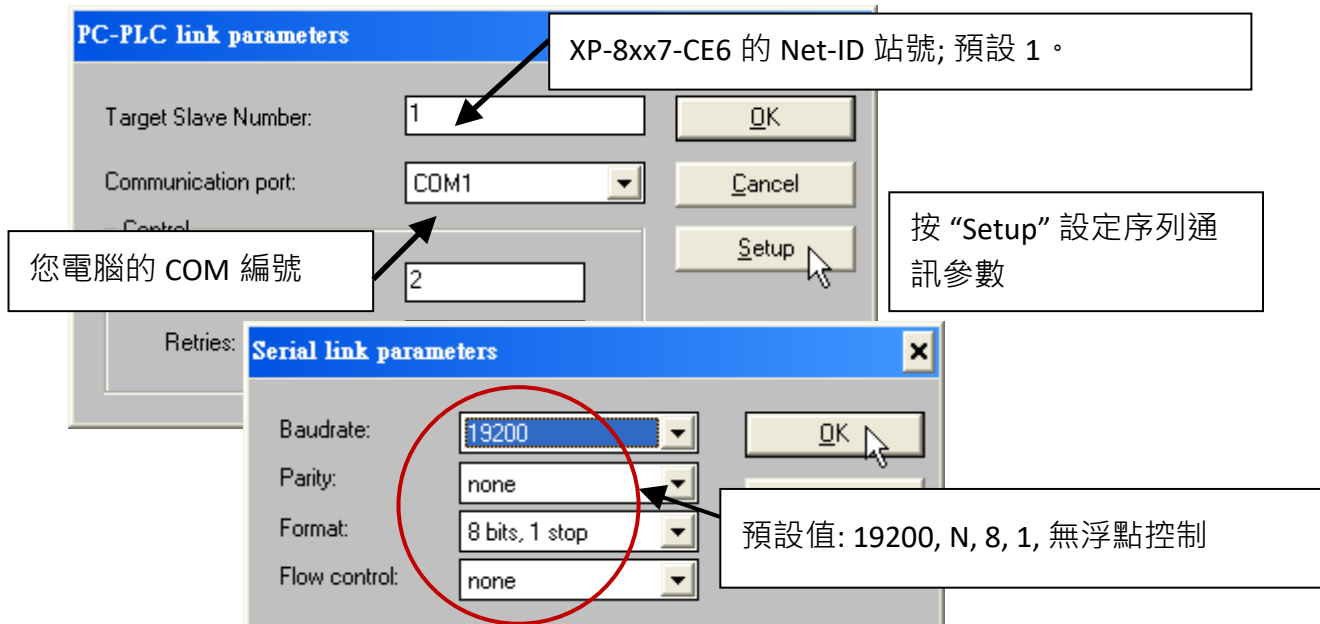 PC-PLC link parameters
XP-8xx7-CE6 的 Net-ID 站號; 預設 1。
Target Slave Number:
1
OK
Communication port:
COM1
Cancel
Control
Setup
按 “Setup” 設定序列通
訊參數
您電腦的 COM 編號
2
Retries:
Serial link parameters
Baudrate:
19200
OK
Parity:
none
Format:
8 bits, 1 stop
預設值: 19200, N, 8, 1, 無浮點控制
Flow control:
none